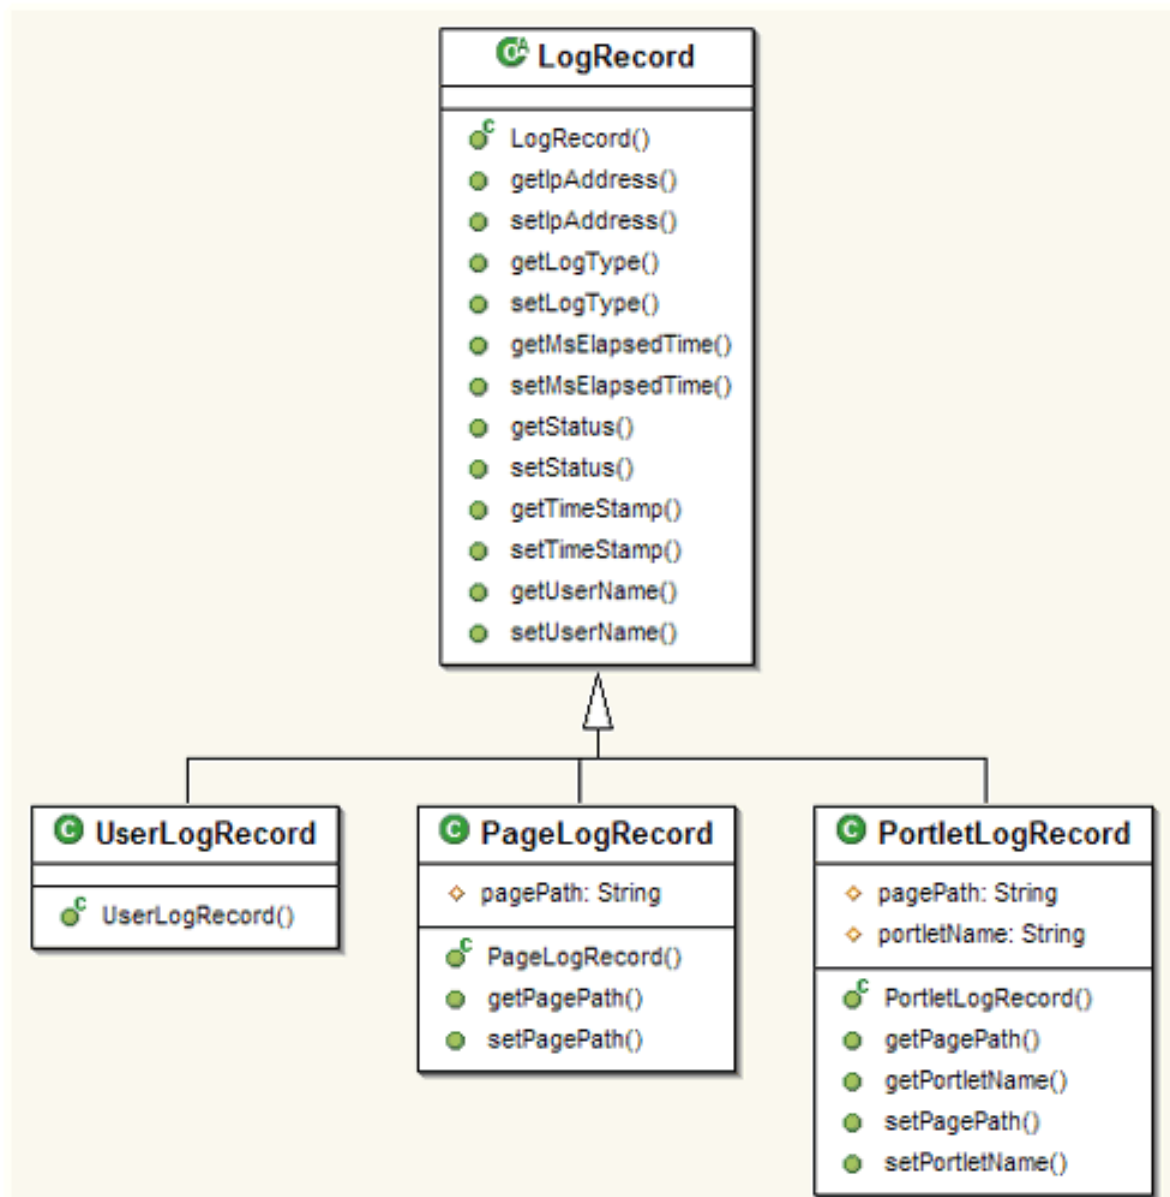 LogRecord
LogRecord()
getIpAddress()
setIpAddress()
getLogType()
setLogType()
getMsElapsedTime()
setMsElapsedTime()
getStatus()
setStatus()
getTimeStamp()
setTimeStamp()
getUserName()
setUserName()
UserLogRecord
UserLogRecord()
PageLogRecord
pagePath: String
PageLogRecord()
getPagePath()
setPagePath()
PortletLogRecord
pagePath: String
portletName: String
PortletLogRecord()
getPagePath()
getPortletName()
setPagePath()
setPortletName()